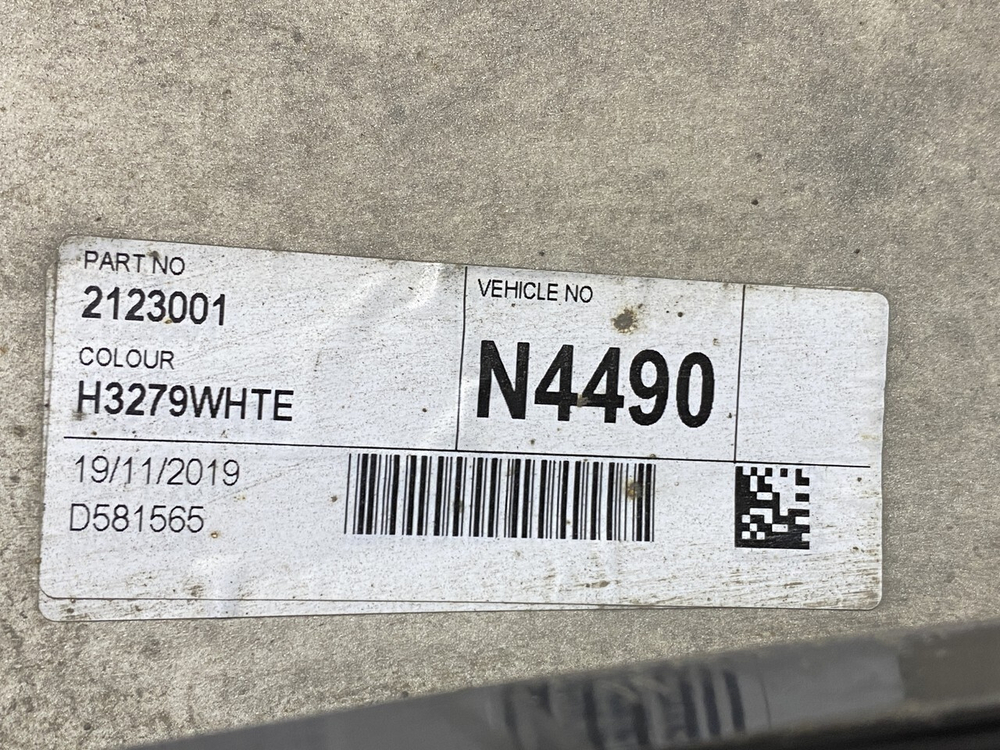 PART NO
2123001
COLOUR
H3279WHTE
VEHICLE NO
N4490
19/11/2019
D581565